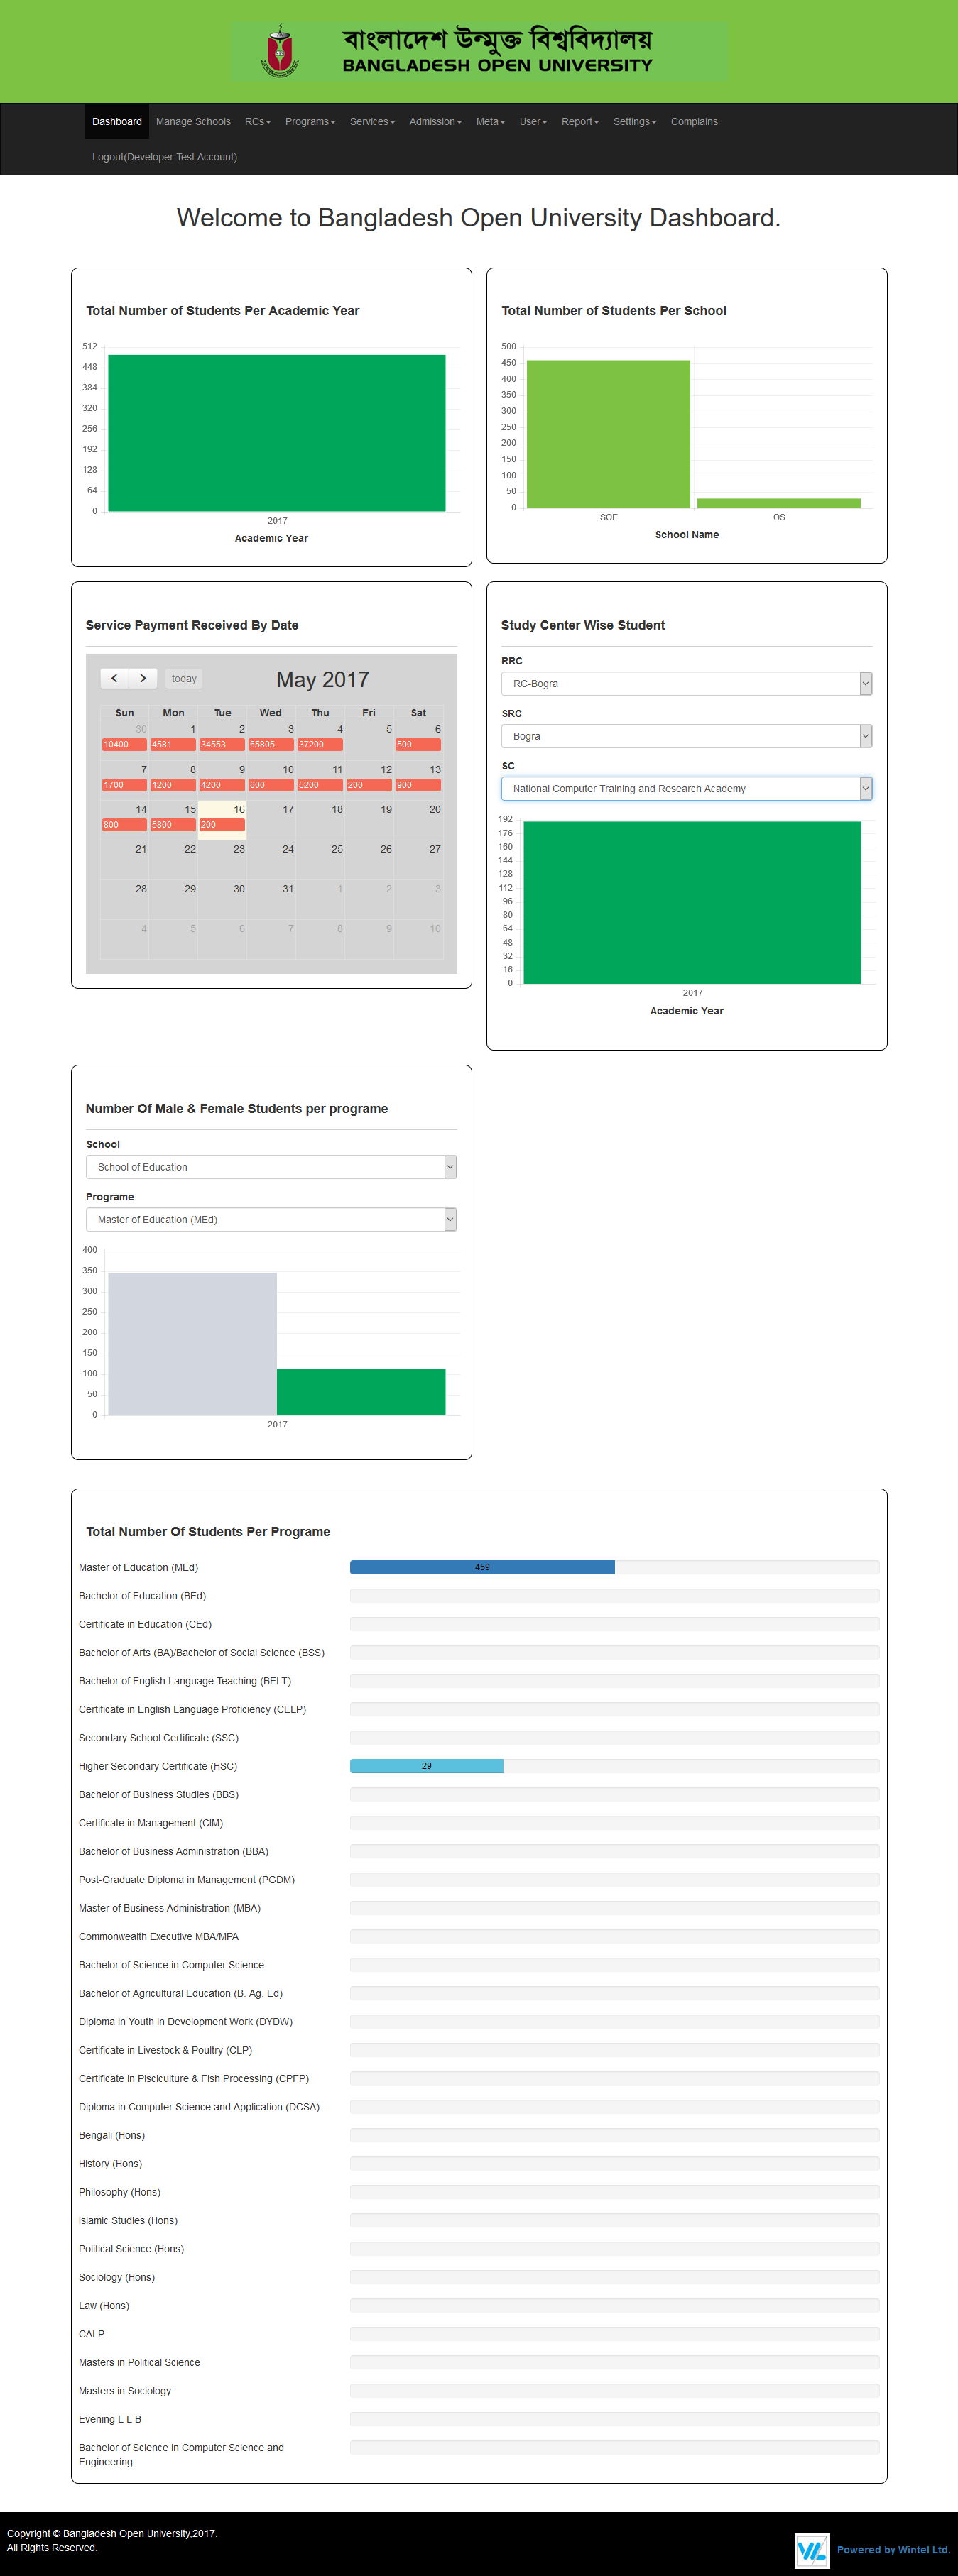 বাংলাদেশ উন্মুক্ত বিশ্ববিদ্যালয়
BANGLADESH OPEN UNIVERSITY
Dashboard Manage Schools RCs Programs Services Admission Meta User Report Settings Complains
Logout(Developer Test Account)
Welcome to Bangladesh Open University Dashboard.
Total Number of Students Per Academic Year
512
448
384
320
256
192
128
64
0
2017
Academic Year
Total Number of Students Per School
500
450
400
350
300
250
200
150
100
50
0
SOE OS
School Name
Service Payment Received By Date
today May 2017
Sun Mon Tue Wed Thu Fri Sat
30 1 2 3 4 5 6
10400 4581 34553 65805 37200 500
7 8 9 10 11 12 13
1700 1200 4200 600 5200 200 900
14 15 16 17 18 19 20
800 5800 200
21 22 23 24 25 26 27
28 29 30 31 1 2 3
4 5 6 7 8 9 10
Study Center Wise Student
RRC
RC-Bogra
SRC
Bogra
SC
National Computer Training and Research Academy
192
176
160
144
128
112
96
80
64
48
32
16
0
2017
Academic Year
Number Of Male & Female Students per programe
School
School of Education
Programe
Master of Education (MEd)
400
350
300
250
200
150
100
50
0
2017
Total Number Of Students Per Programe
Master of Education (MEd) 459
Bachelor of Education (BEd)
Certificate in Education (CEd)
Bachelor of Arts (BA)/Bachelor of Social Science (BSS)
Bachelor of English Language Teaching (BELT)
Certificate in English Language Proficiency (CELP)
Secondary School Certificate (SSC)
Higher Secondary Certificate (HSC) 29
Bachelor of Business Studies (BBS)
Certificate in Management (CIM)
Bachelor of Business Administration (BBA)
Post-Graduate Diploma in Management (PGDM)
Master of Business Administration (MBA)
Commonwealth Executive MBA/MPA
Bachelor of Science in Computer Science
Bachelor of Agricultural Education (B. Ag. Ed)
Diploma in Youth in Development Work (DYDW)
Certificate in Livestock & Poultry (CLP)
Certificate in Pisciculture & Fish Processing (CPFP)
Diploma in Computer Science and Application (DCSA)
Bengali (Hons)
History (Hons)
Philosophy (Hons)
Islamic Studies (Hons)
Political Science (Hons)
Sociology (Hons)
Law (Hons)
CALP
Masters in Political Science
Masters in Sociology
Evening L L B
Bachelor of Science in Computer Science and
Engineering
Copyright © Bangladesh Open University,2017.
All Rights Reserved.
WL Powered by Wintel Ltd.